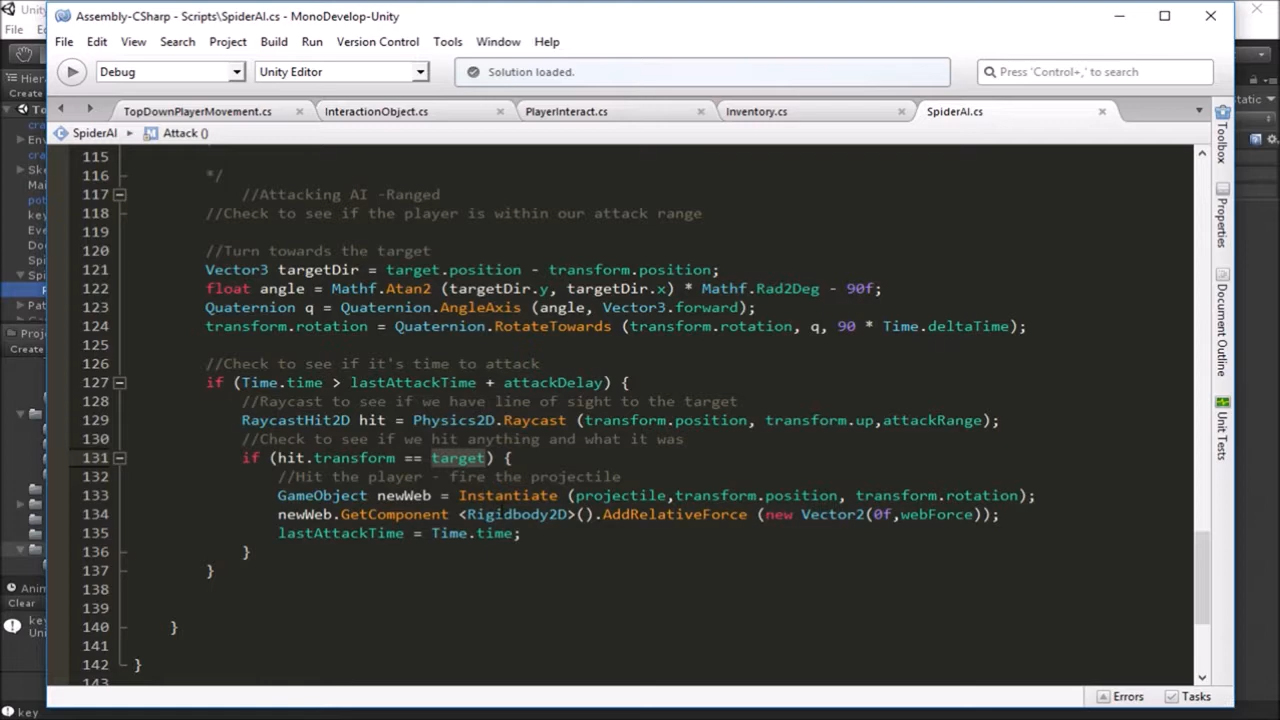 Unity
Assembly-CSharp - Scripts\SpiderAI.cs - MonoDevelop-Unity
File
File Edit View Search Project Build Run Version Control Tools Window Help
Debug Unity Editor Solution loaded. Press 'Control+,' to search
Hierar
Create
TopDownPlayerMovement.cs InteractionObject.cs PlayerInteract.cs Inventory.cs SpiderAI.cs
Static
SpiderAI Attack ()
Toolbox
Properties
Document Outline
Unit Tests
115
116 */
117 //Attacking AI -Ranged
118 //Check to see if the player is within our attack range
119
120 //Turn towards the target
121 Vector3 targetDir = target.position - transform.position;
122 float angle = Mathf.Atan2 (targetDir.y, targetDir.x) * Mathf.Rad2Deg - 90f;
123 Quaternion q = Quaternion.AngleAxis (angle, Vector3.forward);
124 transform.rotation = Quaternion.RotateTowards (transform.rotation, q, 90 * Time.deltaTime);
125
126 //Check to see if it's time to attack
127 if (Time.time > lastAttackTime + attackDelay) {
128 //Raycast to see if we have line of sight to the target
129 RaycastHit2D hit = Physics2D.Raycast (transform.position, transform.up,attackRange);
130 //Check to see if we hit anything and what it was
131 if (hit.transform == target) {
132 //Hit the player - fire the projectile
133 GameObject newWeb = Instantiate (projectile,transform.position, transform.rotation);
134 newWeb.GetComponent <Rigidbody2D>().AddRelativeForce (new Vector2(0f,webForce));
135 lastAttackTime = Time.time;
136 }
137 }
138
139
140 }
141
142 }
143
Create
Clear
Errors Tasks
key